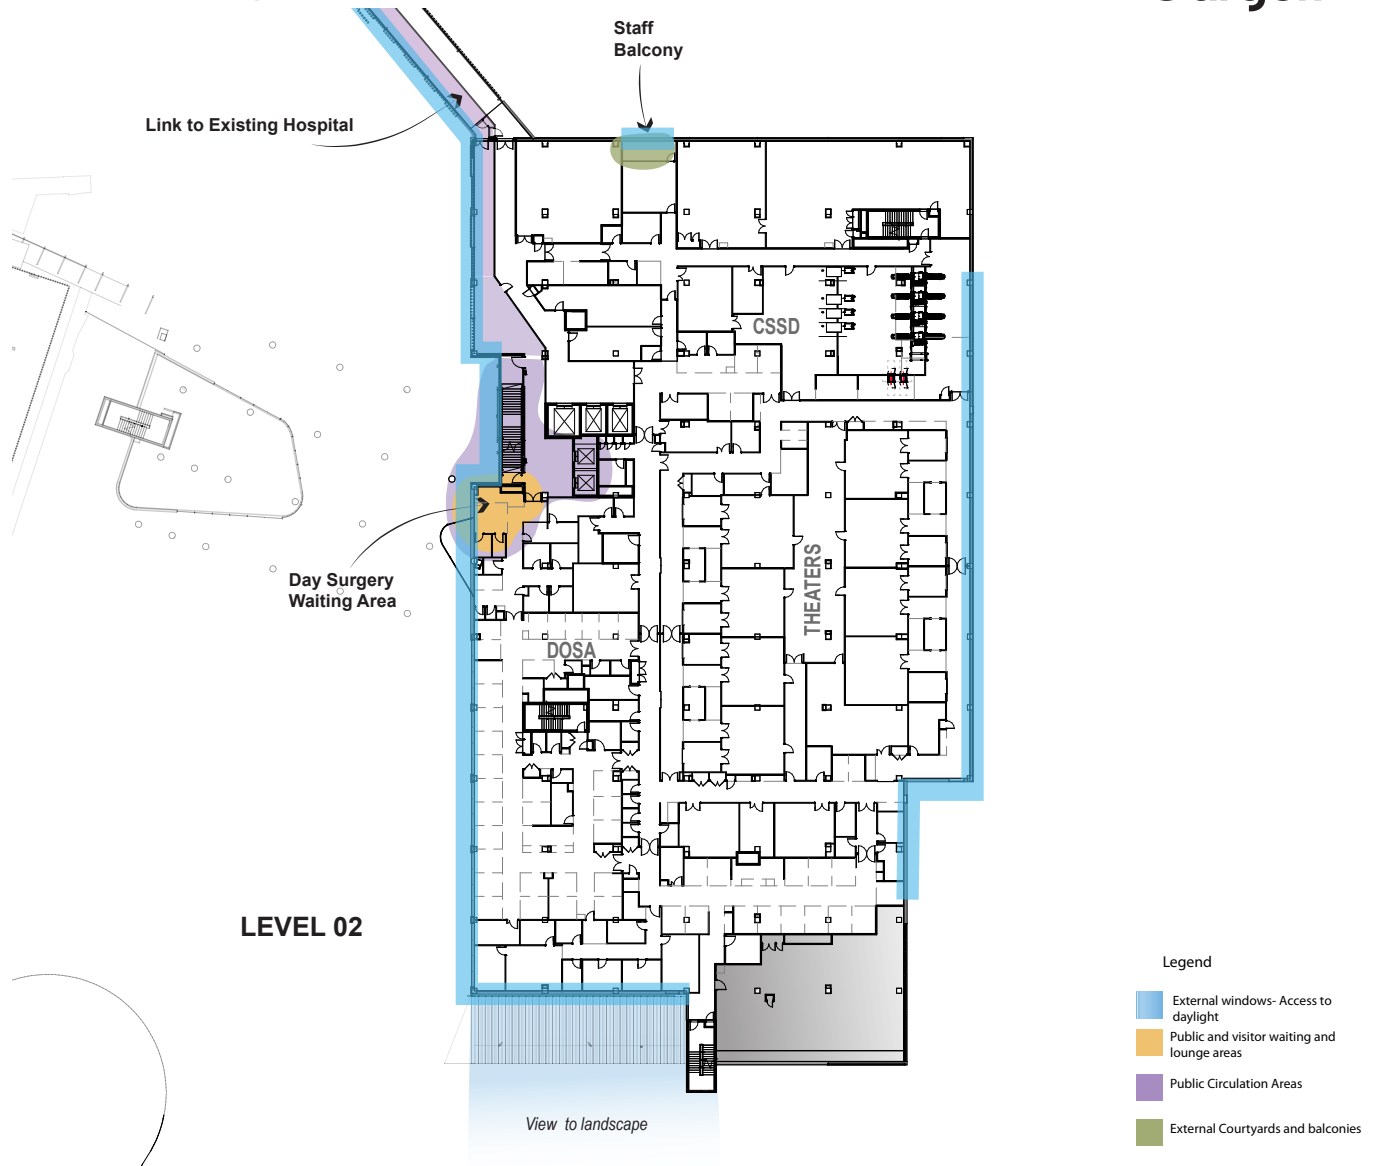 Staff
Balcony
Link to Existing Hospital
CSSD
THEATERS
Day Surgery
Waiting Area
DOSA
LEVEL 02
View to landscape
Legend
External windows- Access to
daylight
Public and visitor waiting and
lounge areas
Public Circulation Areas
External Courtyards and balconies